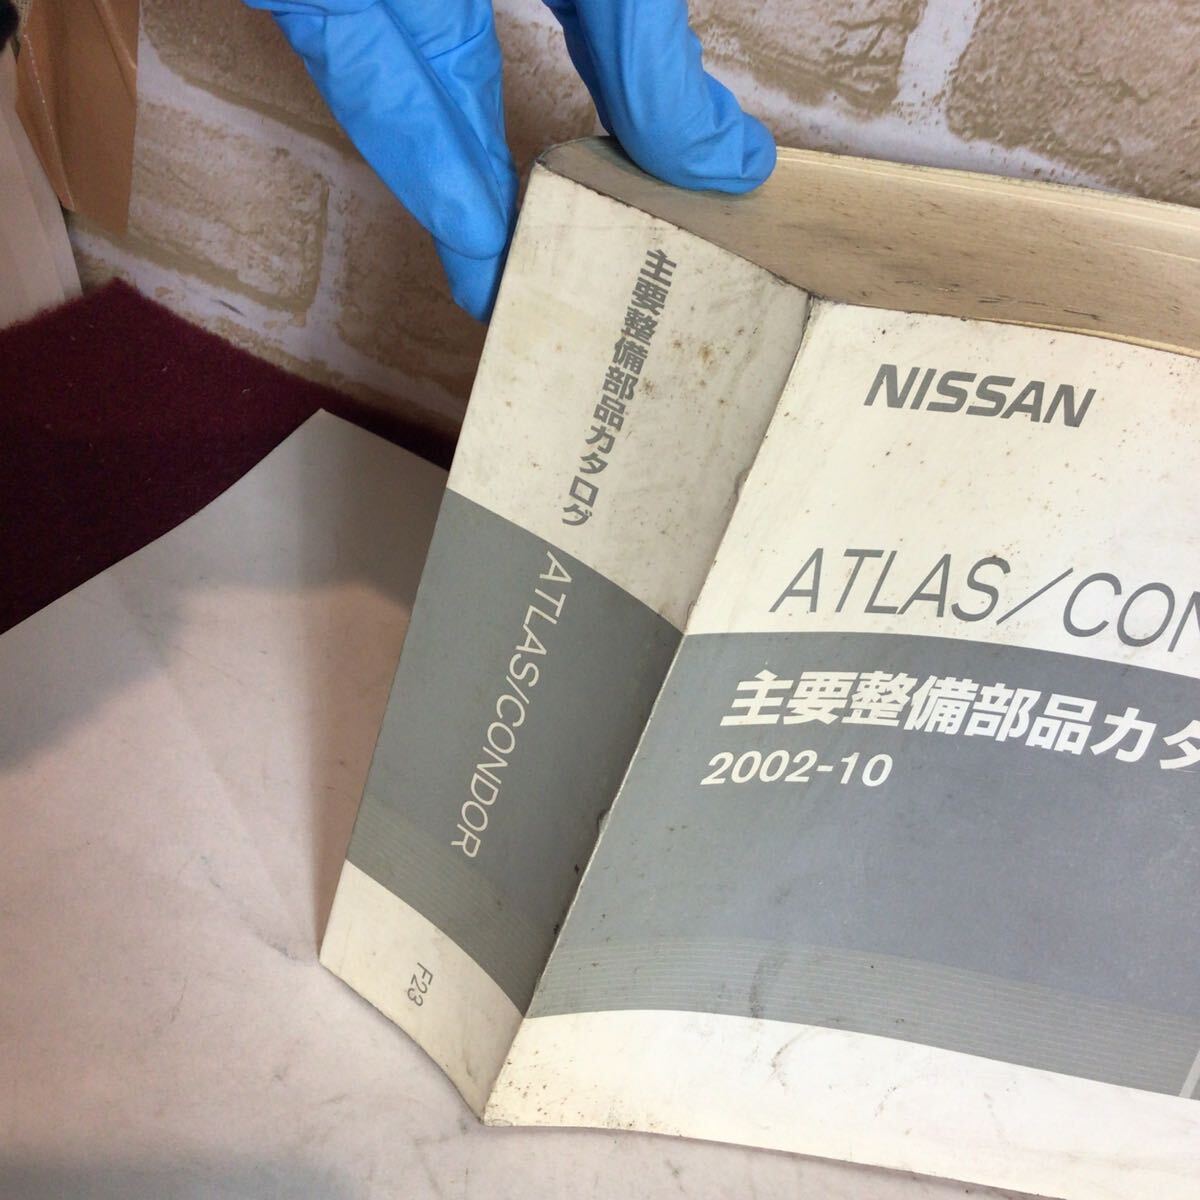 主要整備部品カタログ
ATLAS/CONDOR
F23
NISSAN
ATLAS/CON
主要整備部品カタ
2002-10